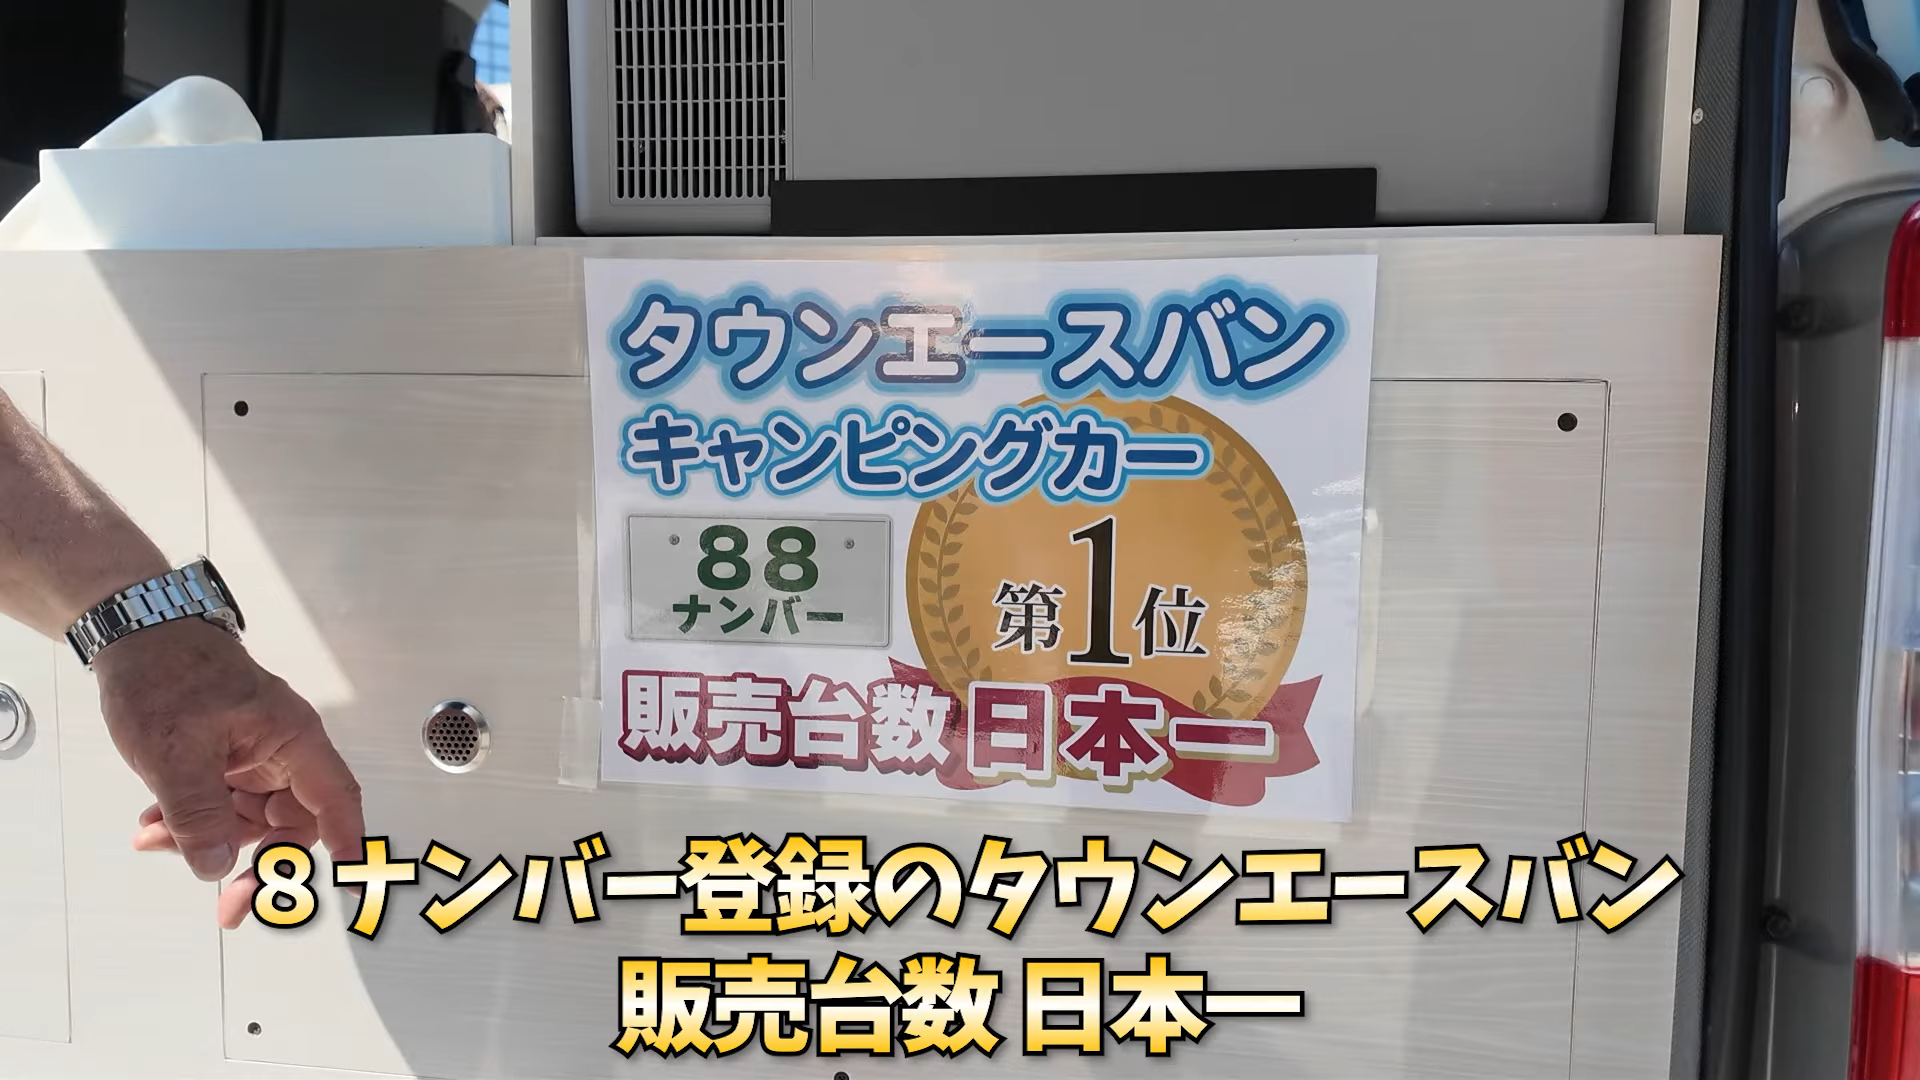 タウンエースバン
キャンピングカー
88
ナンバー
第1位
販売台数日本一
８ナンバー登録のタウンエースバン
販売台数 日本一